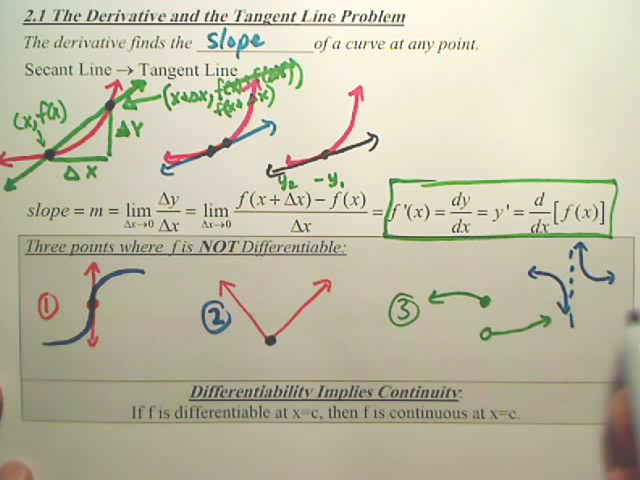 2.1 The Derivative and the Tangent Line Problem
The derivative finds the slope of a curve at any point.
Secant Line → Tangent Line
(x+Δx, f(x)+f(Δx))
f(x+Δx)
(x, f(x))
ΔY
ΔX
y₂ - y₁
slope = m = lim Δx→0 Δy/Δx = lim Δx→0 (f(x+Δx)−f(x))/Δx = f'(x) = dy/dx = y' = d/dx [f(x)]
Three points where f is NOT Differentiable:
① ② ③
Differentiability Implies Continuity
If f is differentiable at x=c, then f is continuous at x=c.